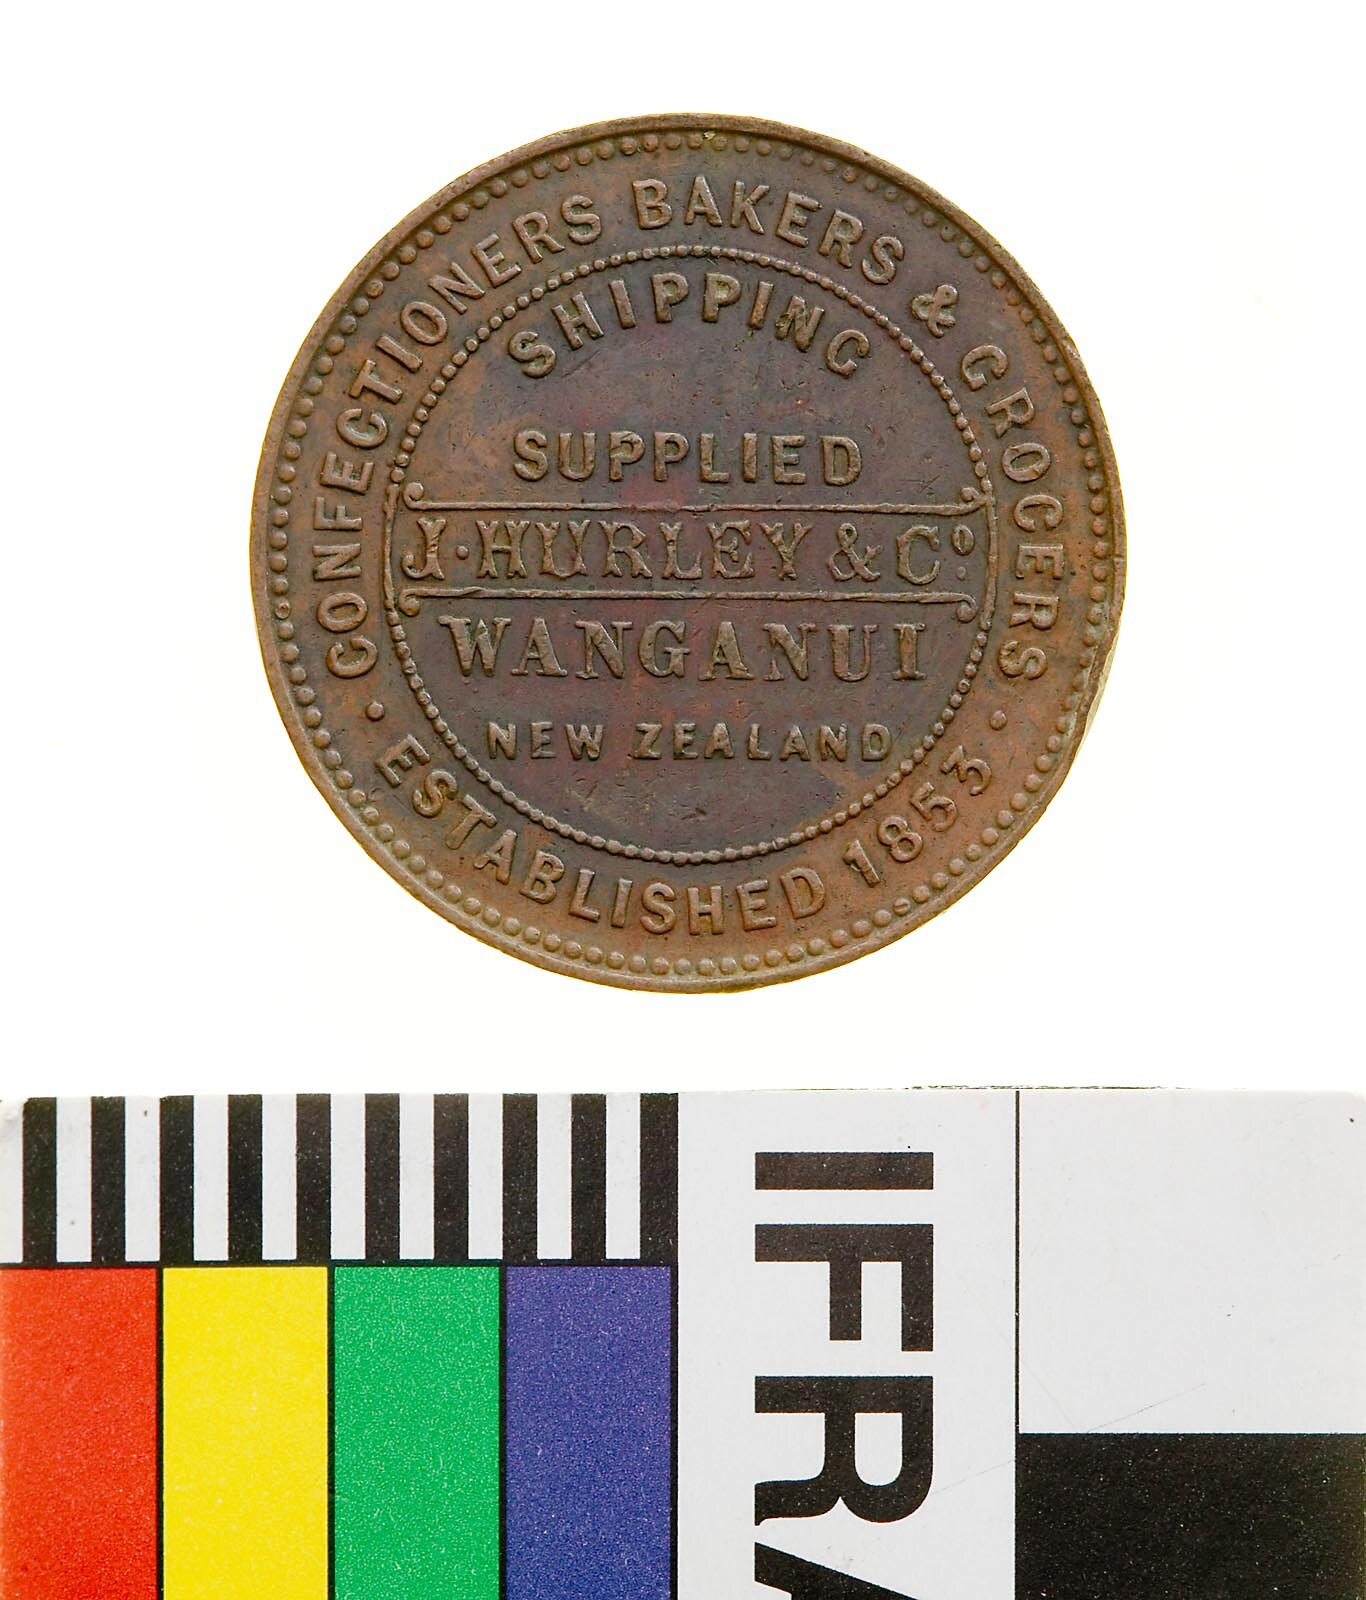 CONFECTIONERS BAKERS & GROCERS
SHIPPING
SUPPLIED
J. HURLEY & Co.
WANGANUI
NEW ZEALAND
· ESTABLISHED 1853 ·
IFRA